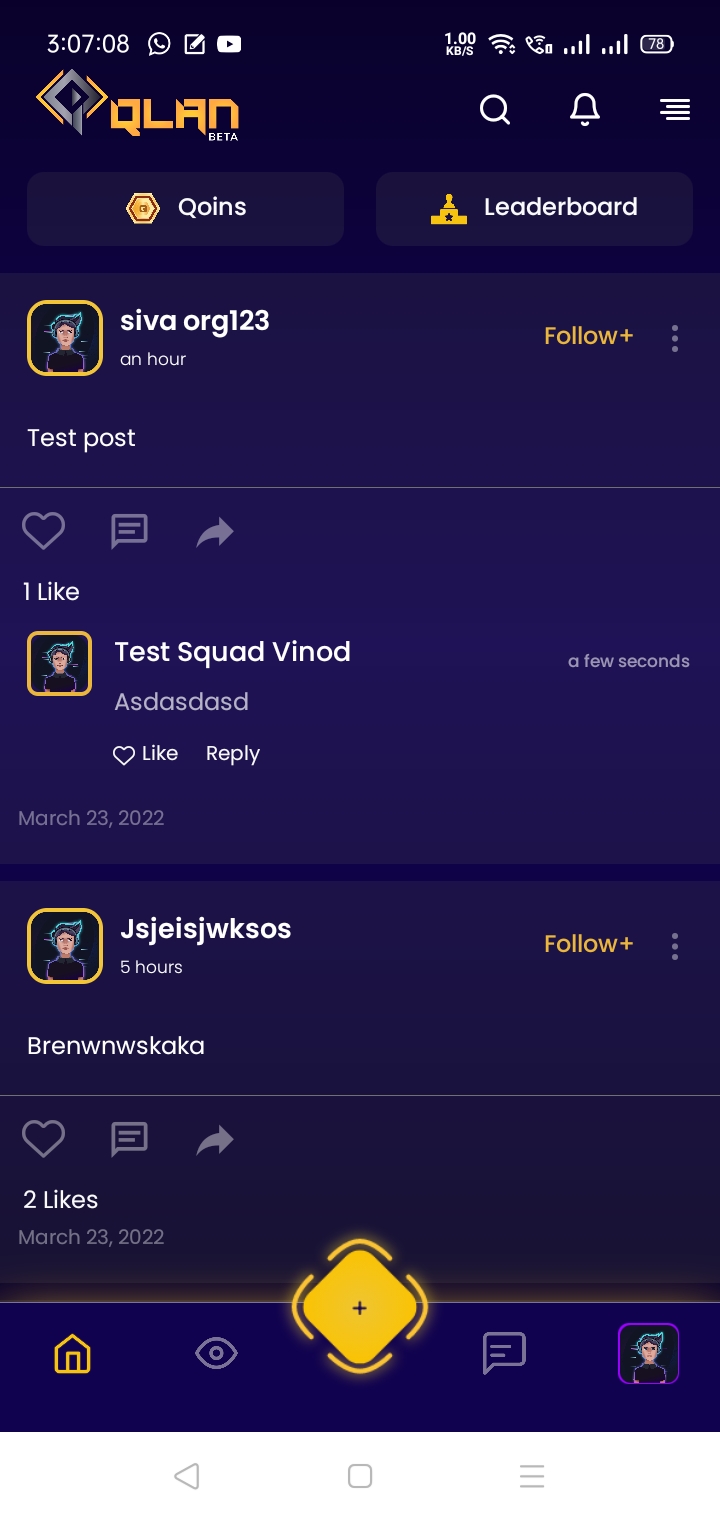 3:07:08
1.00
KB/S
78
QLAN
BETA
Qoins
Leaderboard
siva org123
Follow+
an hour
Test post
1 Like
Test Squad Vinod
a few seconds
Asdasdasd
Like Reply
March 23, 2022
Jsjeisjwksos
Follow+
5 hours
Brenwnwskaka
2 Likes
March 23, 2022
+